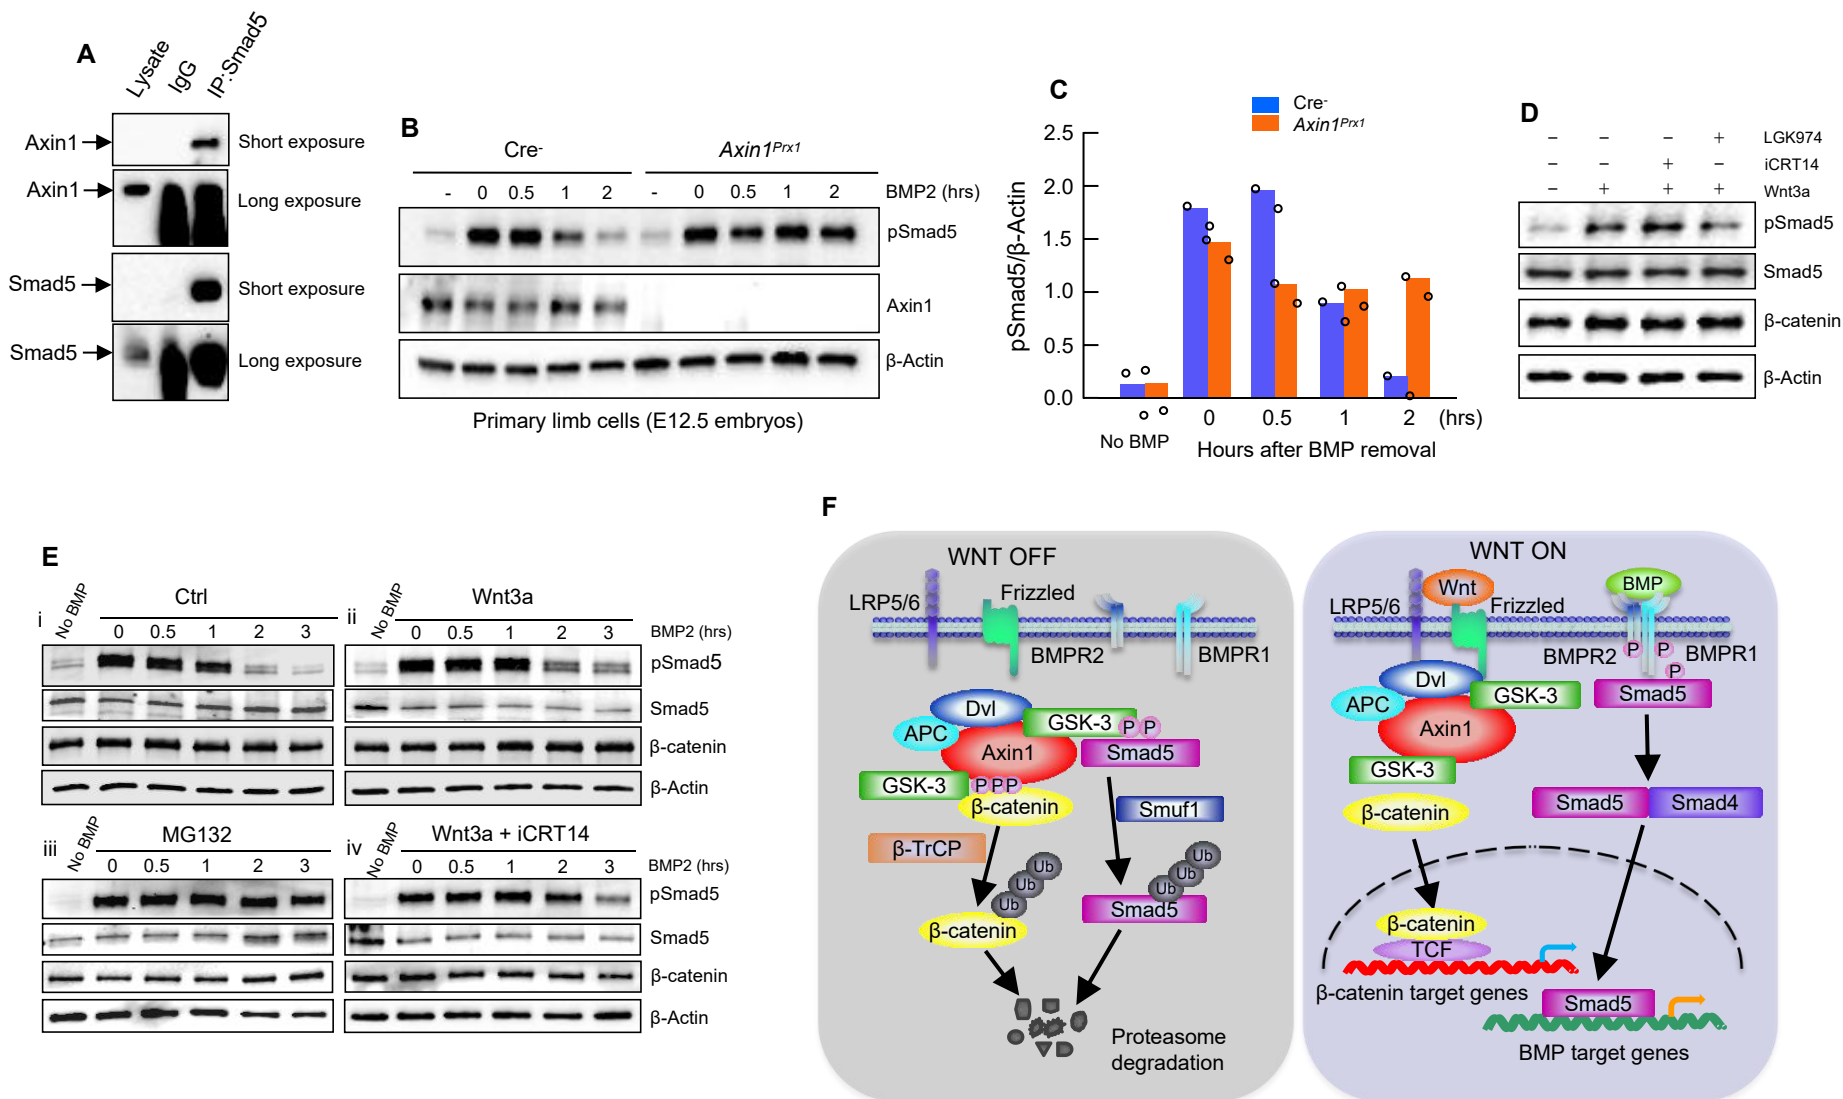 A
Lysate
IgG
IP:Smad5
Axin1
Short exposure
Axin1
Long exposure
Smad5
Short exposure
Smad5
Long exposure
B
Cre-
Axin1Prx1
- 0 0.5 1 2 - 0 0.5 1 2 BMP2 (hrs)
pSmad5
Axin1
β-Actin
Primary limb cells (E12.5 embryos)
C
Cre-
Axin1Prx1
pSmad5/β-Actin
2.5
2.0
1.5
1.0
0.5
0.0
No BMP
0 0.5 1 2 (hrs)
Hours after BMP removal
D
– – – + LGK974
– – + – iCRT14
– + + + Wnt3a
pSmad5
Smad5
β-catenin
β-Actin
E
i
No BMP
Ctrl
0 0.5 1 2 3
ii
No BMP
Wnt3a
0 0.5 1 2 3
BMP2 (hrs)
pSmad5
Smad5
β-catenin
β-Actin
iii
No BMP
MG132
0 0.5 1 2 3
iv
No BMP
Wnt3a + iCRT14
0 0.5 1 2 3
BMP2 (hrs)
pSmad5
Smad5
β-catenin
β-Actin
F
WNT OFF
LRP5/6
Frizzled
BMPR2
BMPR1
Dvl
APC
GSK-3
P P
Axin1
Smad5
GSK-3
P P P
β-catenin
Smuf1
β-TrCP
Ub
Ub
Ub
β-catenin
Ub
Ub
Ub
Smad5
Proteasome
degradation
WNT ON
Wnt
BMP
LRP5/6
Frizzled
BMPR2
P
P
P
BMPR1
Dvl
APC
GSK-3
Smad5
Axin1
GSK-3
β-catenin
Smad5
Smad4
β-catenin
TCF
β-catenin target genes
Smad5
BMP target genes